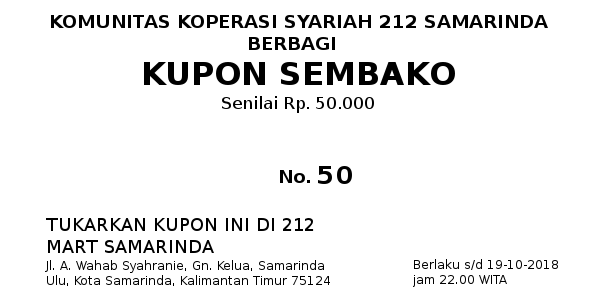 KOMUNITAS KOPERASI SYARIAH 212 SAMARINDA
BERBAGI
KUPON SEMBAKO
Senilai Rp. 50.000
No. 50
TUKARKAN KUPON INI DI 212
MART SAMARINDA
Jl. A. Wahab Syahranie, Gn. Kelua, Samarinda
Ulu, Kota Samarinda, Kalimantan Timur 75124
Berlaku s/d 19-10-2018
jam 22.00 WITA